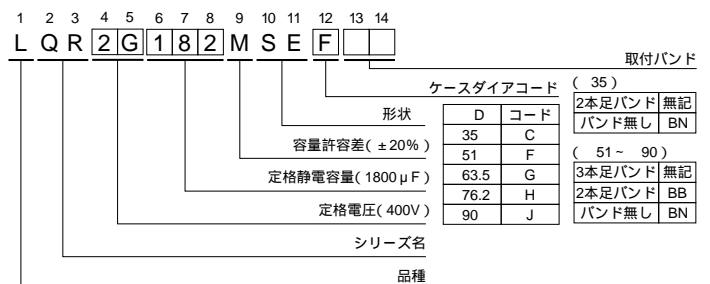 1 2 3 4 5 6 7 8 9 10 11 12 13 14
L Q R 2 G 1 8 2 M S E F
取付バンド
ケースダイアコード
( 35 )
2本足バンド 無記
バンド無し BN
( 51~ 90 )
3本足バンド 無記
2本足バンド BB
バンド無し BN
形状
D コード
35 C
51 F
63.5 G
76.2 H
90 J
容量許容差( ±20% )
定格静電容量( 1800μF )
定格電圧( 400V )
シリーズ名
品種